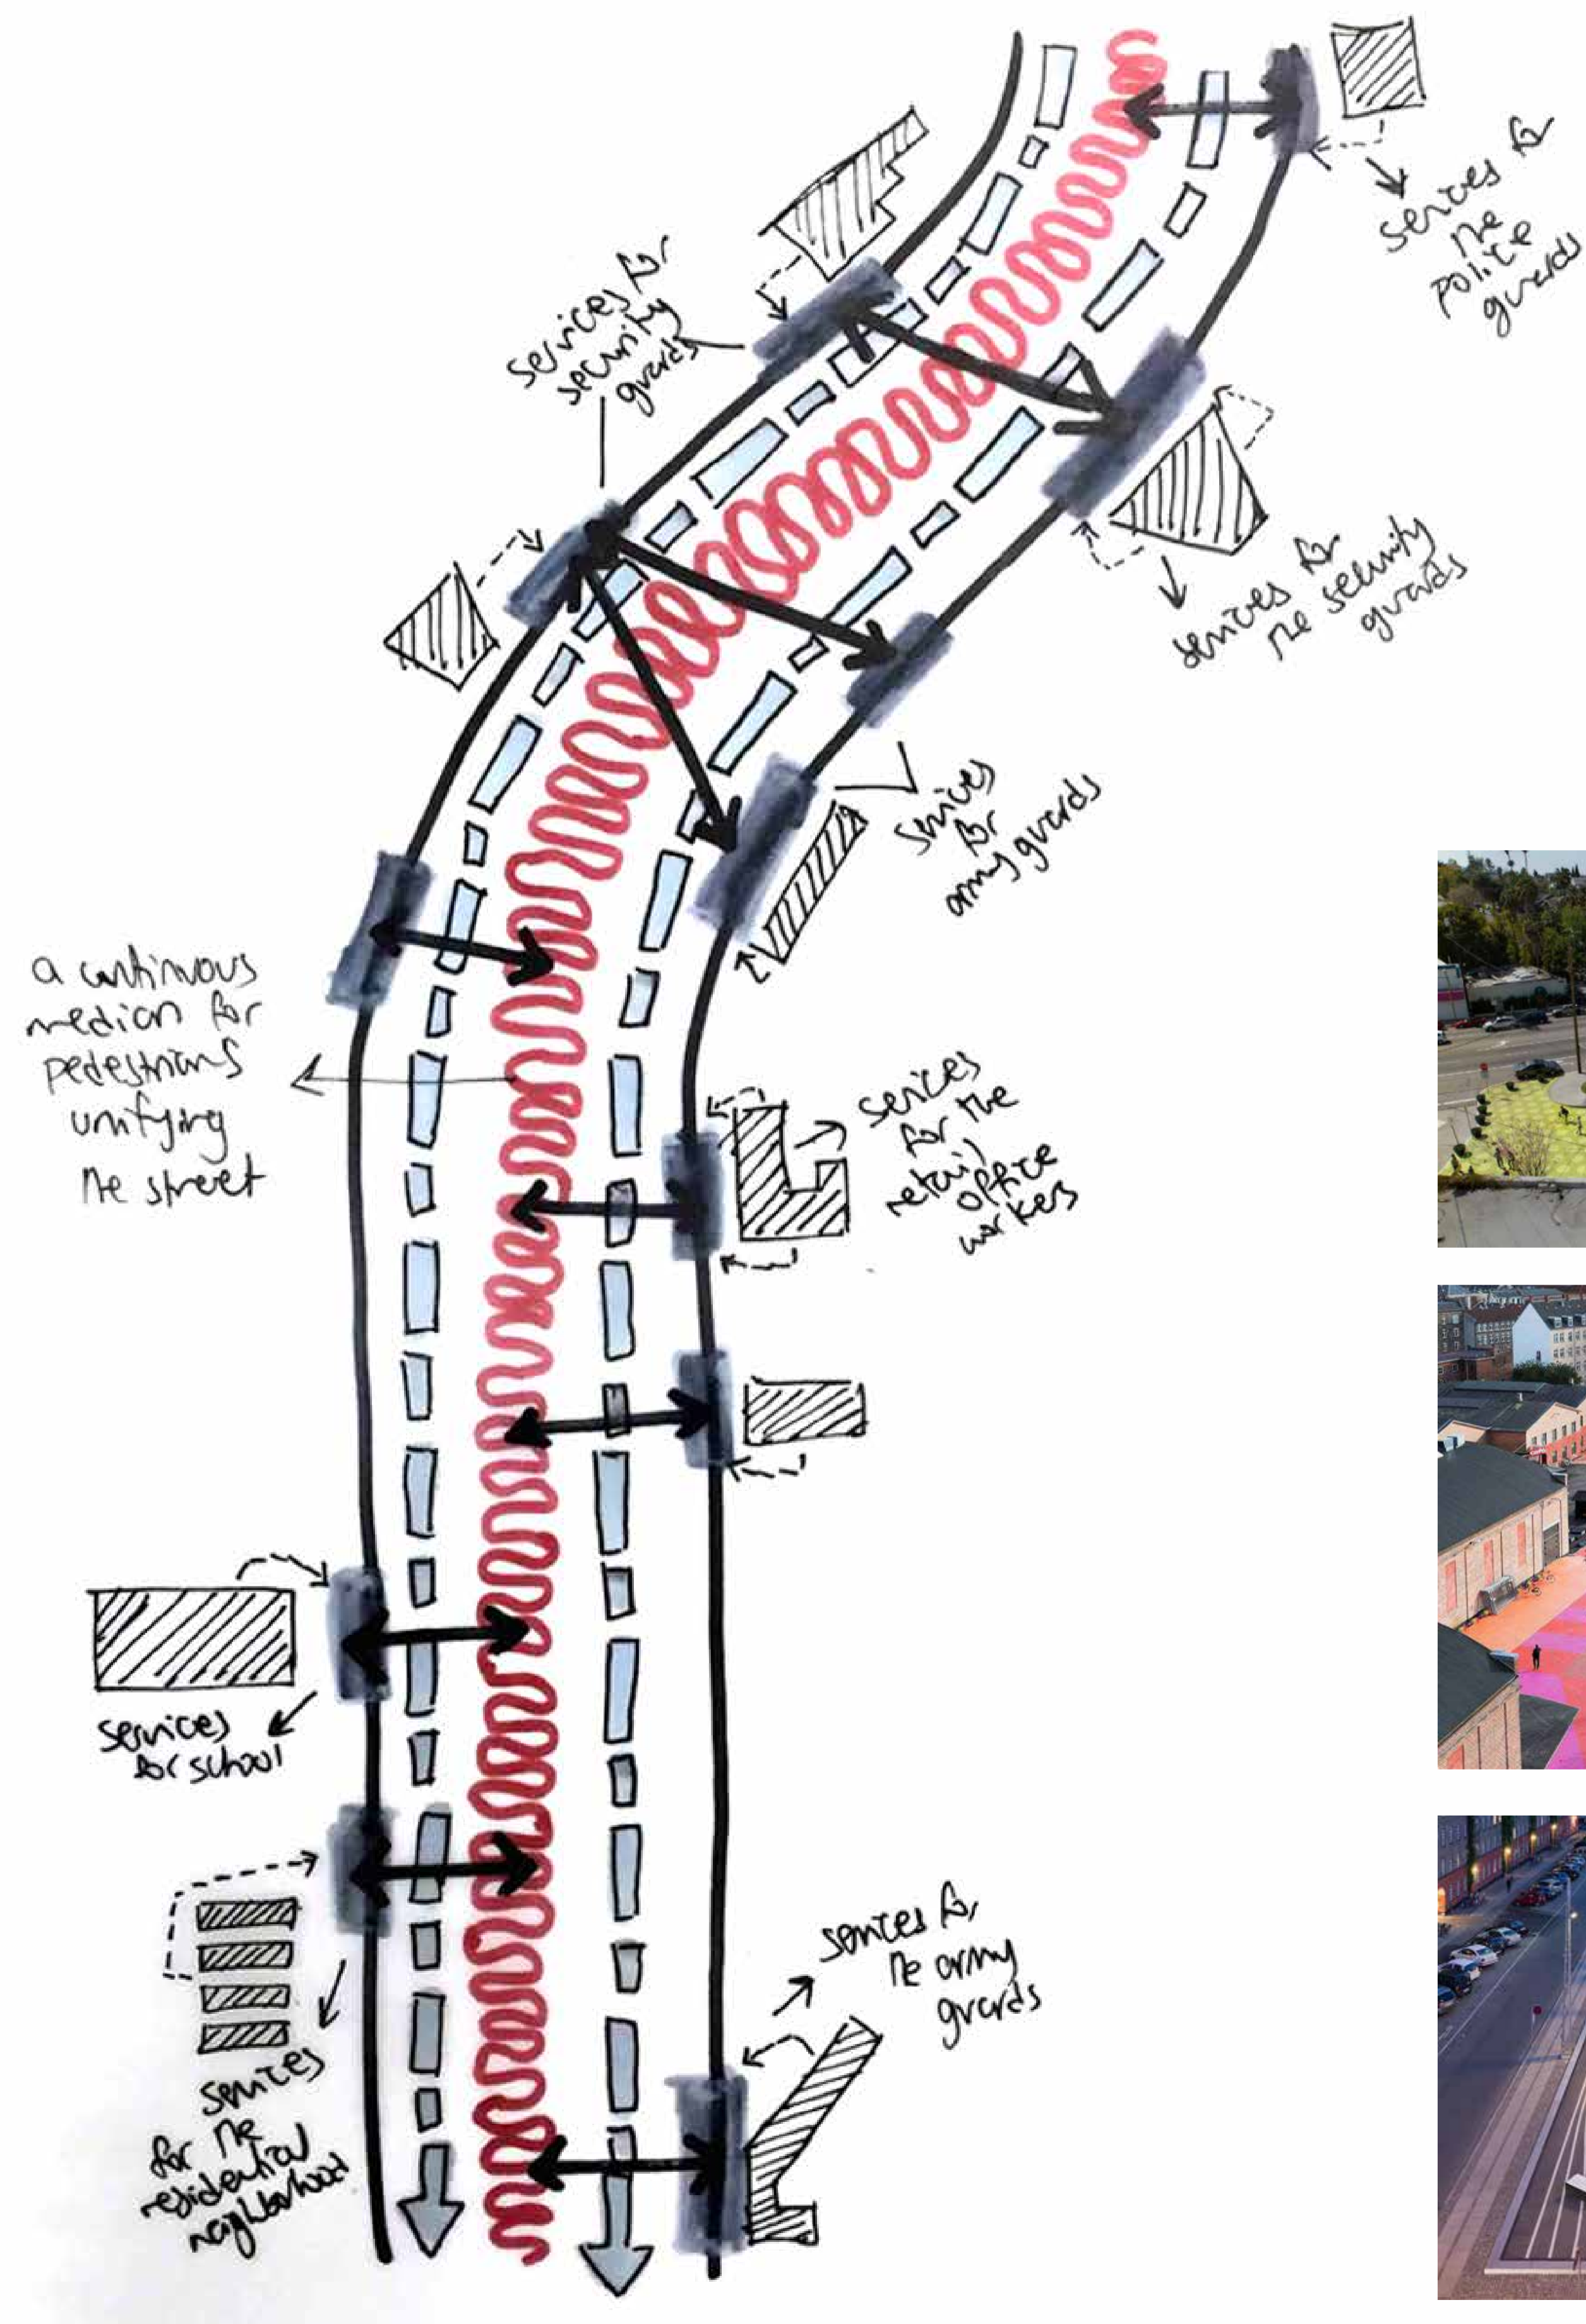 services for
the
police
guards
services for
security
guards
services for
the security
guards
services
for
army guards
a continuous
median for
pedestrians
unifying
the street
services
for the
retail,
office
workers
services
for school
services for
the army
guards
services
for the
residential
neighborhood